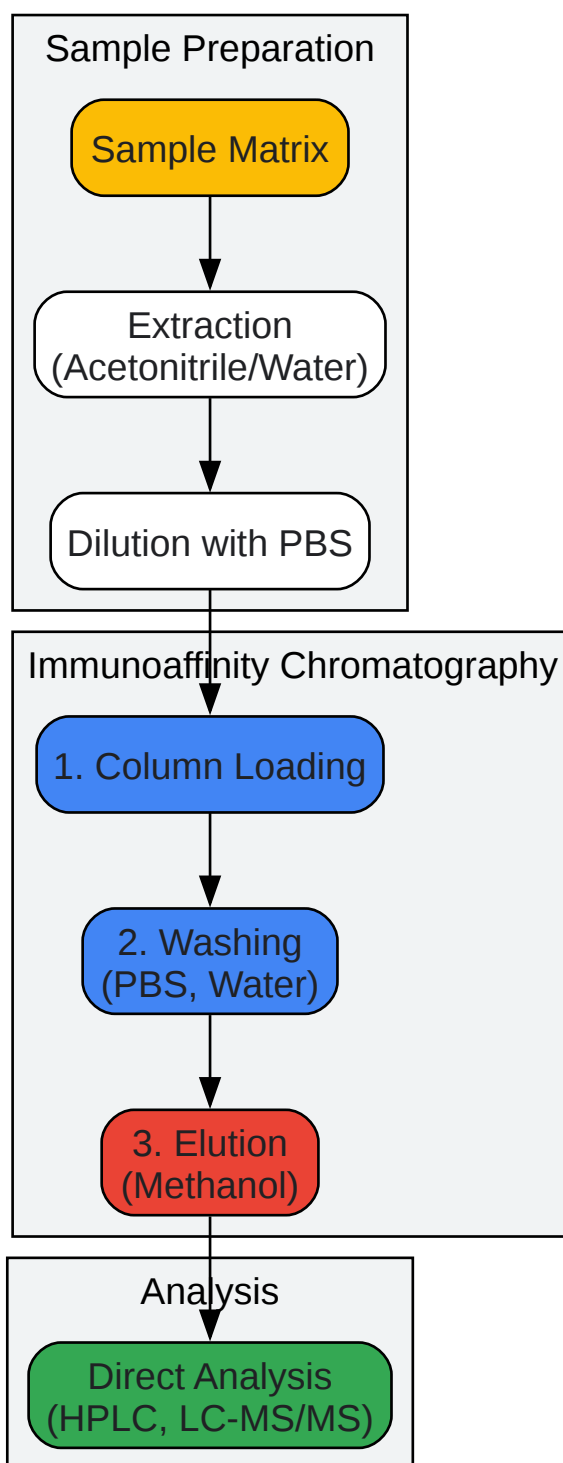 Sample Preparation
Sample Matrix
Extraction
(Acetonitrile/Water)
Dilution with PBS
Immunoaffinity Chromatography
1. Column Loading
2. Washing
(PBS, Water)
3. Elution
(Methanol)
Analysis
Direct Analysis
(HPLC, LC-MS/MS)